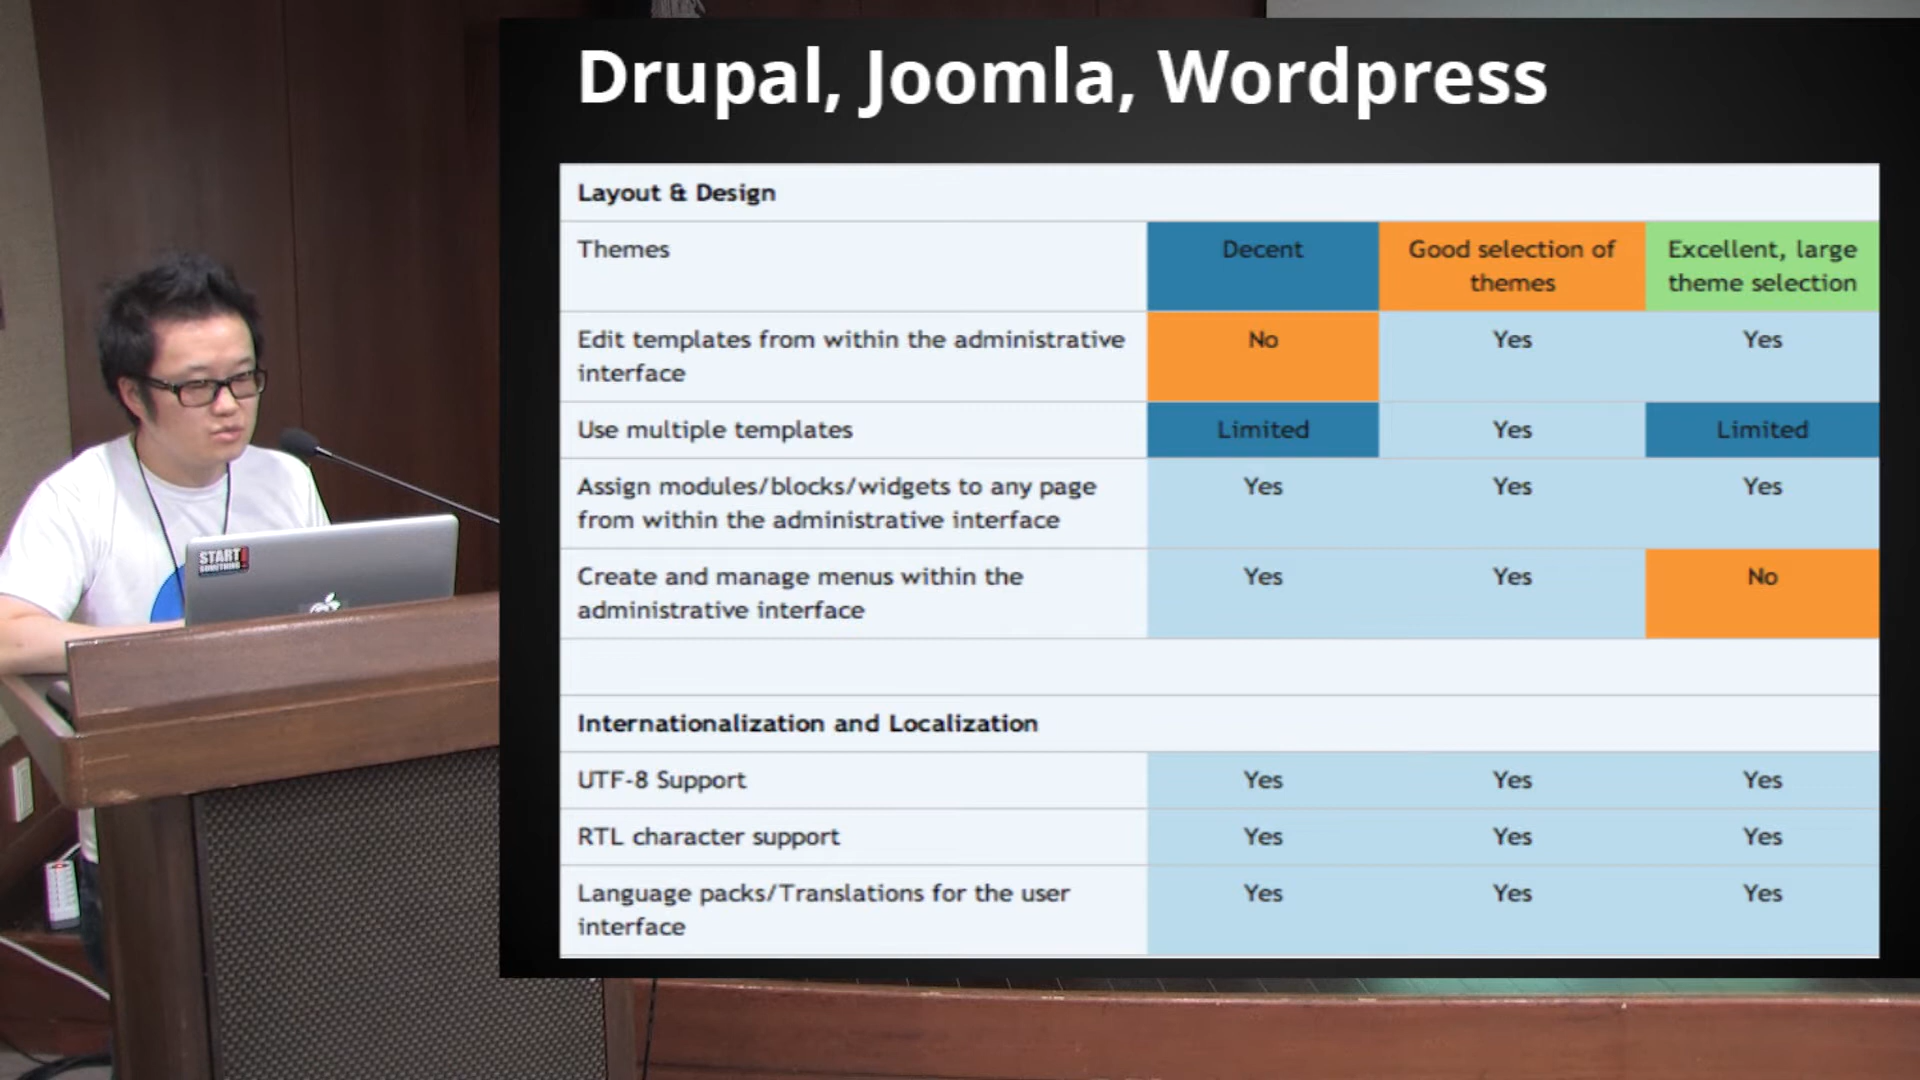 Drupal, Joomla, Wordpress
Layout & Design
Themes
Decent
Good selection of
themes
Excellent, large
theme selection
Edit templates from within the administrative
interface
No
Yes
Yes
Use multiple templates
Limited
Yes
Limited
Assign modules/blocks/widgets to any page
from within the administrative interface
Yes
Yes
Yes
Create and manage menus within the
administrative interface
Yes
Yes
No
Internationalization and Localization
UTF-8 Support
Yes
Yes
Yes
RTL character support
Yes
Yes
Yes
Language packs/Translations for the user
interface
Yes
Yes
Yes
START!
SOMETHING